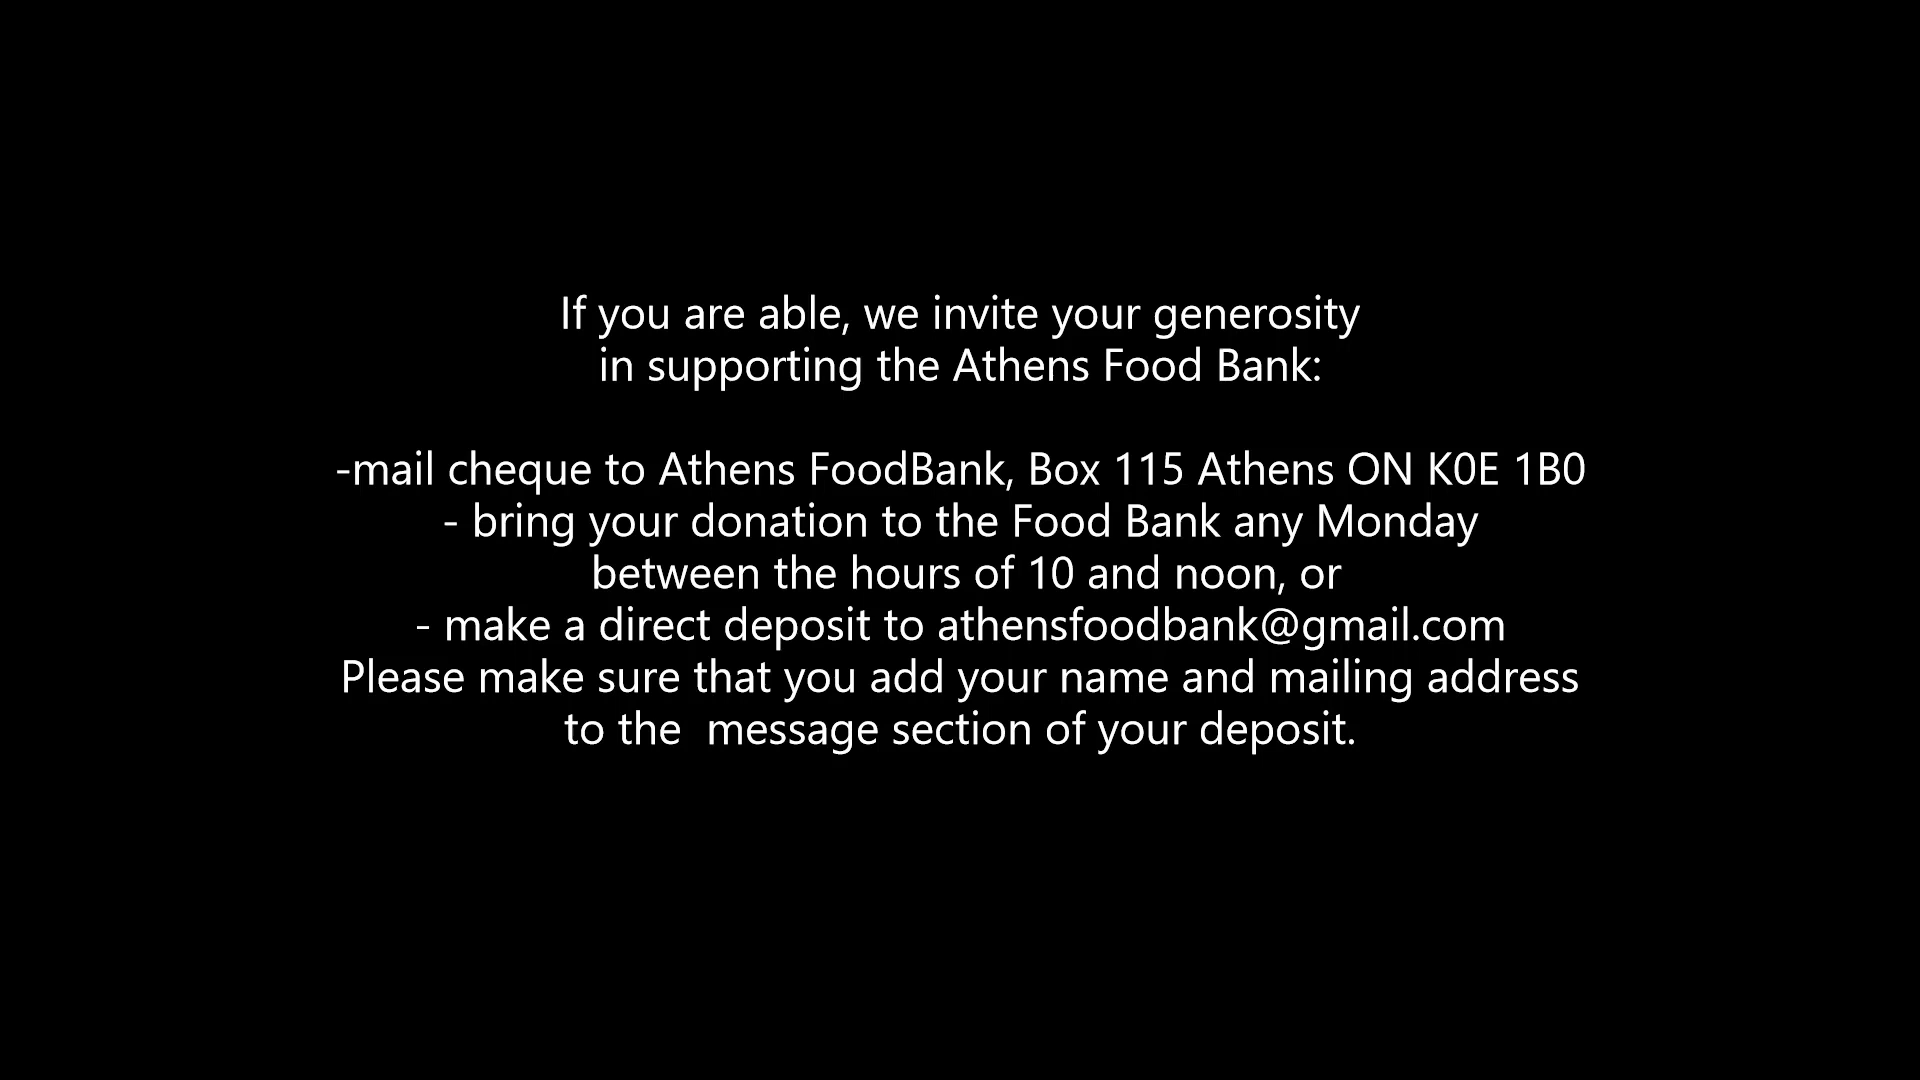 If you are able, we invite your generosity
in supporting the Athens Food Bank:
-mail cheque to Athens FoodBank, Box 115 Athens ON K0E 1B0
- bring your donation to the Food Bank any Monday
between the hours of 10 and noon, or
- make a direct deposit to athensfoodbank@gmail.com
Please make sure that you add your name and mailing address
to the  message section of your deposit.